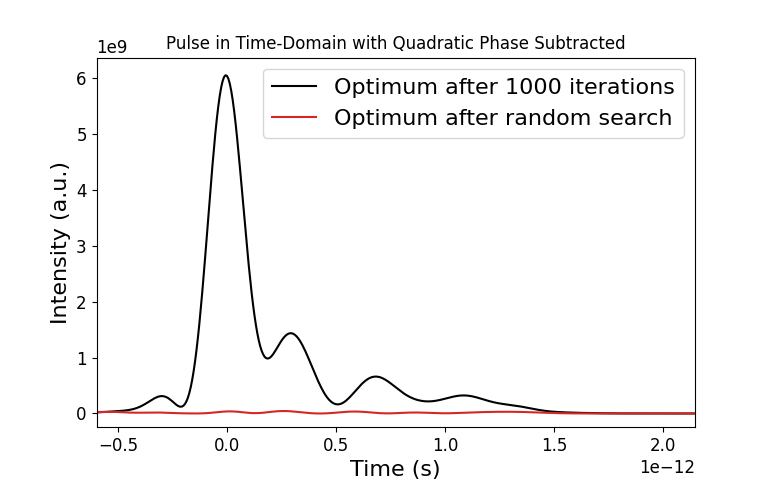 Pulse in Time-Domain with Quadratic Phase Subtracted
1e9
Optimum after 1000 iterations
Optimum after random search
Intensity (a.u.)
6
5
4
3
2
1
0
−0.5 0.0 0.5 1.0 1.5 2.0
1e−12
Time (s)